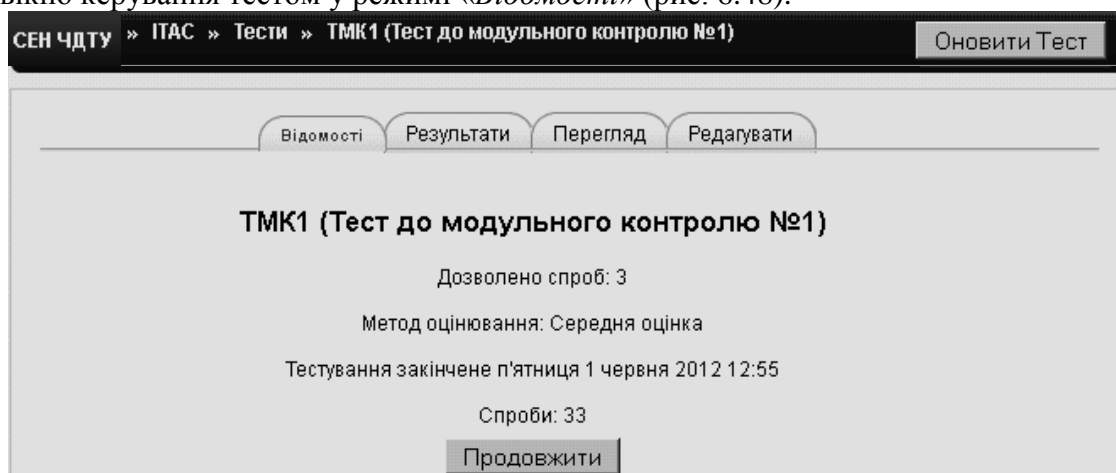 вікно керування тестом у режимі «Відомості» (рис. 6.48).
СЕН ЧДТУ » ІТАС » Тести » ТМК1 (Тест до модульного контролю №1) Оновити Тест
Відомості Результати Перегляд Редагувати
ТМК1 (Тест до модульного контролю №1)
Дозволено спроб: 3
Метод оцінювання: Середня оцінка
Тестування закінчене п'ятниця 1 червня 2012 12:55
Спроби: 33
Продовжити